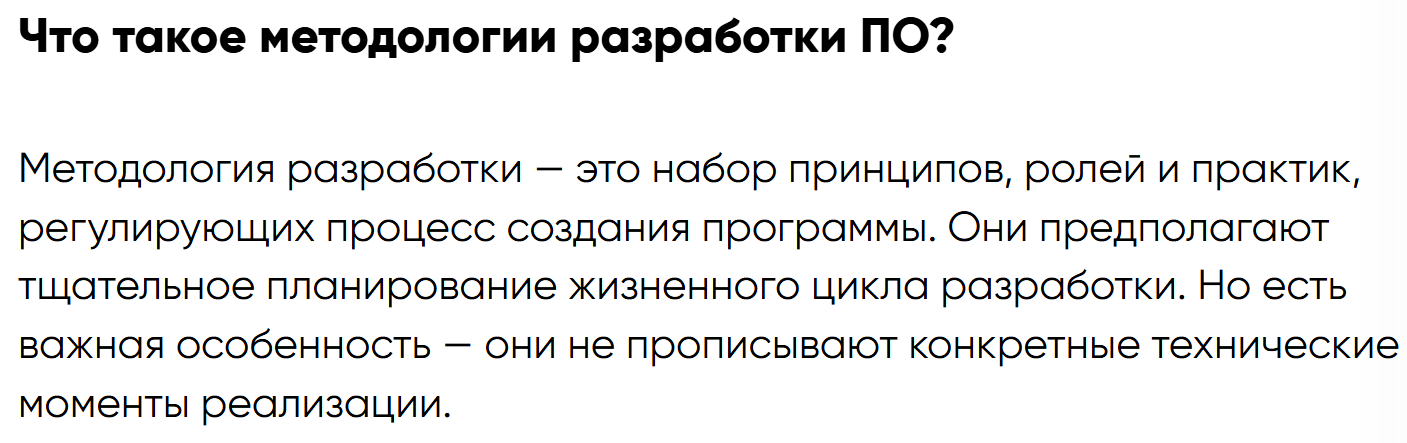 Что такое методологии разработки ПО?
Методология разработки — это набор принципов, ролей и практик,
регулирующих процесс создания программы. Они предполагают
тщательное планирование жизненного цикла разработки. Но есть
важная особенность — они не прописывают конкретные технические
моменты реализации.